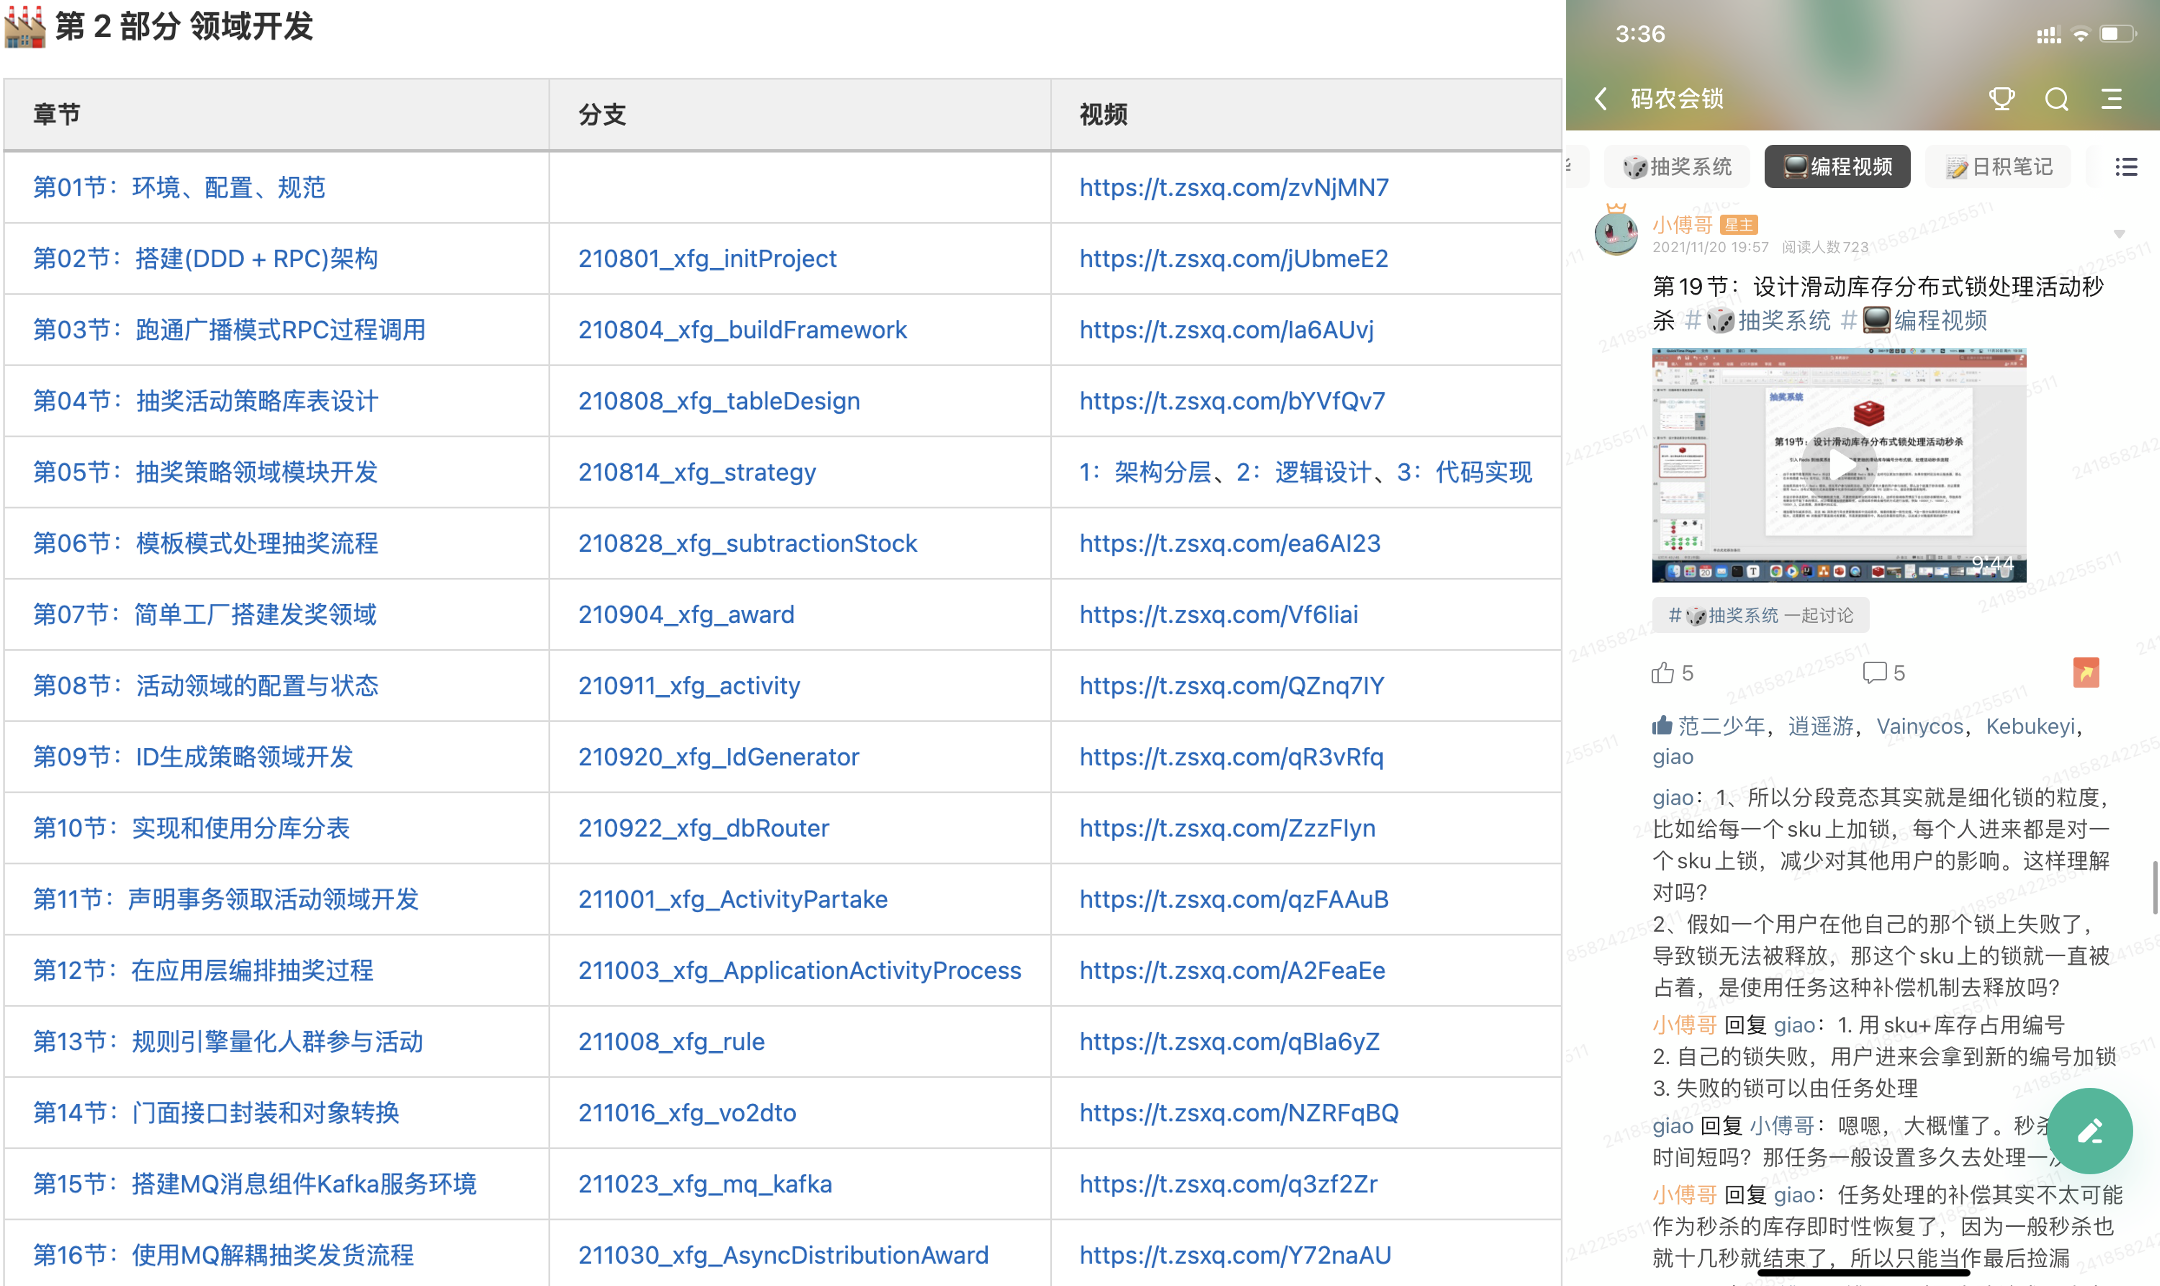 第 2 部分 领域开发
章节 分支 视频
第01节：环境、配置、规范 https://t.zsxq.com/zvNjMN7
第02节：搭建(DDD + RPC)架构 210801_xfg_initProject https://t.zsxq.com/jUbmeE2
第03节：跑通广播模式RPC过程调用 210804_xfg_buildFramework https://t.zsxq.com/Ia6AUvj
第04节：抽奖活动策略库表设计 210808_xfg_tableDesign https://t.zsxq.com/bYVfQv7
第05节：抽奖策略领域模块开发 210814_xfg_strategy 1：架构分层、2：逻辑设计、3：代码实现
第06节：模板模式处理抽奖流程 210828_xfg_subtractionStock https://t.zsxq.com/ea6AI23
第07节：简单工厂搭建发奖领域 210904_xfg_award https://t.zsxq.com/Vf6Iiai
第08节：活动领域的配置与状态 210911_xfg_activity https://t.zsxq.com/QZnq7IY
第09节：ID生成策略领域开发 210920_xfg_IdGenerator https://t.zsxq.com/qR3vRfq
第10节：实现和使用分库分表 210922_xfg_dbRouter https://t.zsxq.com/ZzzFIyn
第11节：声明事务领取活动领域开发 211001_xfg_ActivityPartake https://t.zsxq.com/qzFAAuB
第12节：在应用层编排抽奖过程 211003_xfg_ApplicationActivityProcess https://t.zsxq.com/A2FeaEe
第13节：规则引擎量化人群参与活动 211008_xfg_rule https://t.zsxq.com/qBIa6yZ
第14节：门面接口封装和对象转换 211016_xfg_vo2dto https://t.zsxq.com/NZRFqBQ
第15节：搭建MQ消息组件Kafka服务环境 211023_xfg_mq_kafka https://t.zsxq.com/q3zf2Zr
第16节：使用MQ解耦抽奖发货流程 211030_xfg_AsyncDistributionAward https://t.zsxq.com/Y72naAU
3:36
码农会锁
抽奖系统 编程视频 日积笔记
小傅哥 星主
2021/11/20 19:57 阅读人数723
第19节：设计滑动库存分布式锁处理活动秒
杀 #抽奖系统 #编程视频
抽奖系统
第19节：设计滑动库存分布式锁处理活动秒杀
9:44
#抽奖系统 一起讨论
5 5
范二少年，逍遥游，Vainycos，Kebukeyi，
giao
giao：1、所以分段竞态其实就是细化锁的粒度，
比如给每一个sku上加锁，每个人进来都是对一
个sku上锁，减少对其他用户的影响。这样理解
对吗？
2、假如一个用户在他自己的那个锁上失败了，
导致锁无法被释放，那这个sku上的锁就一直被
占着，是使用任务这种补偿机制去释放吗？
小傅哥 回复 giao：1. 用sku+库存占用编号
2. 自己的锁失败，用户进来会拿到新的编号加锁
3. 失败的锁可以由任务处理
giao 回复 小傅哥：嗯嗯，大概懂了。秒杀
时间短吗？那任务一般设置多久去处理一次
小傅哥 回复 giao：任务处理的补偿其实不太可能
作为秒杀的库存即时性恢复了，因为一般秒杀也
就十几秒就结束了，所以只能当作最后捡漏
241858242255511